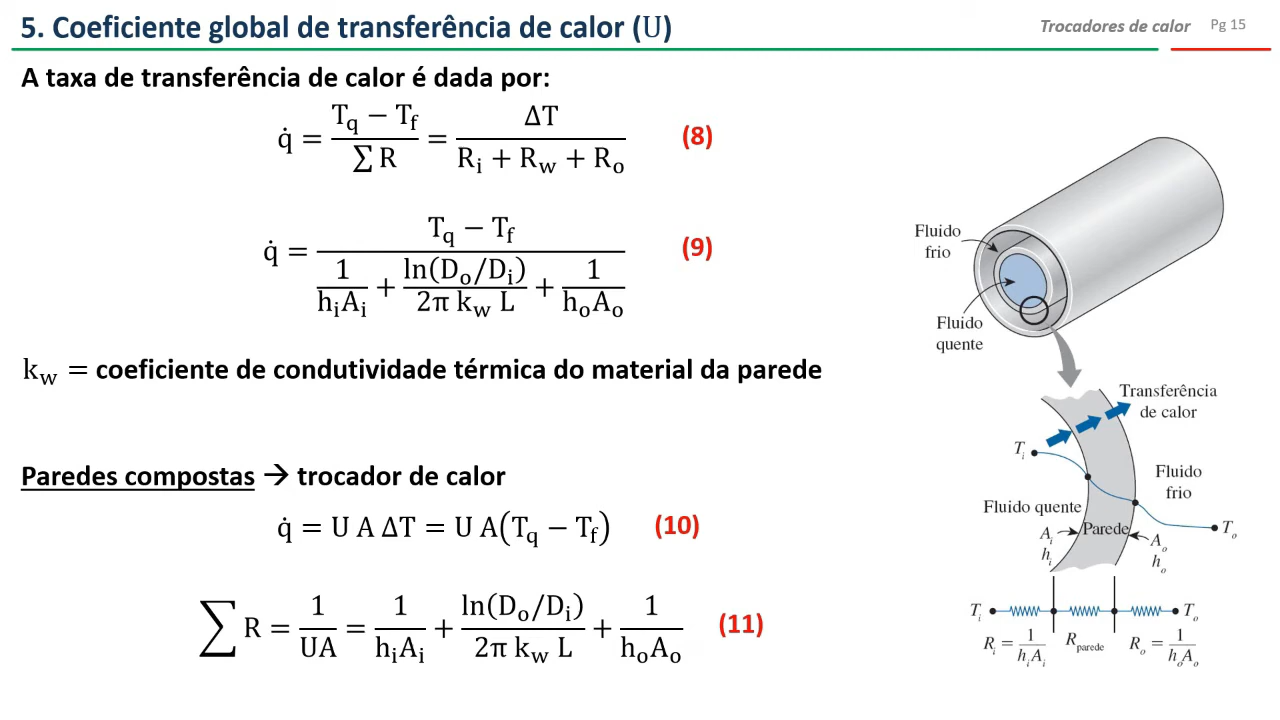 5. Coeficiente global de transferência de calor (U)
Trocadores de calor Pg 15
A taxa de transferência de calor é dada por:
q̇ = (T_q − T_f)/(∑ R) = ΔT/(R_i + R_w + R_o) (8)
q̇ = (T_q − T_f)/(1/(h_i A_i) + ln(D_o/D_i)/(2π k_w L) + 1/(h_o A_o)) (9)
k_w = coeficiente de condutividade térmica do material da parede
Paredes compostas → trocador de calor
q̇ = U A ΔT = U A(T_q − T_f) (10)
∑ R = 1/(UA) = 1/(h_i A_i) + ln(D_o/D_i)/(2π k_w L) + 1/(h_o A_o) (11)
Fluido
frio
Fluido
quente
Transferência
de calor
T_i
Fluido
frio
Fluido quente
T_o
A_i Parede A_o
h_i h_o
T_i T_o
R_i = 1/(h_i A_i) R_parede R_o = 1/(h_o A_o)